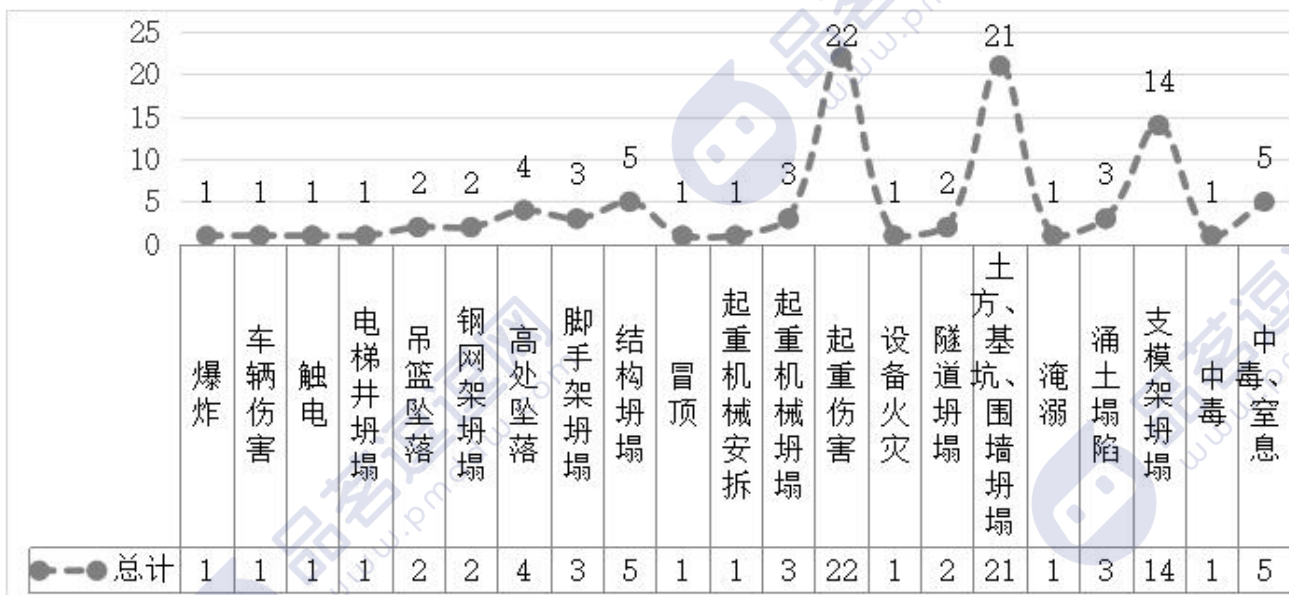 25
20
15
10
5
0
1 1 1 1 2 2 4 3 5 1 1 3 22 1 2 21 1 3 14 1 5
爆炸
车辆伤害
触电
电梯井坍塌
吊篮坠落
钢网架坍塌
高处坠落
脚手架坍塌
结构坍塌
冒顶
起重机械安拆
起重机械坍塌
起重伤害
设备火灾
隧道坍塌
土方、基坑、围墙坍塌
淹溺
涌土塌陷
支模架坍塌
中毒
中毒、窒息
总计 1 1 1 1 2 2 4 3 5 1 1 3 22 1 2 21 1 3 14 1 5
品茗逗逗网